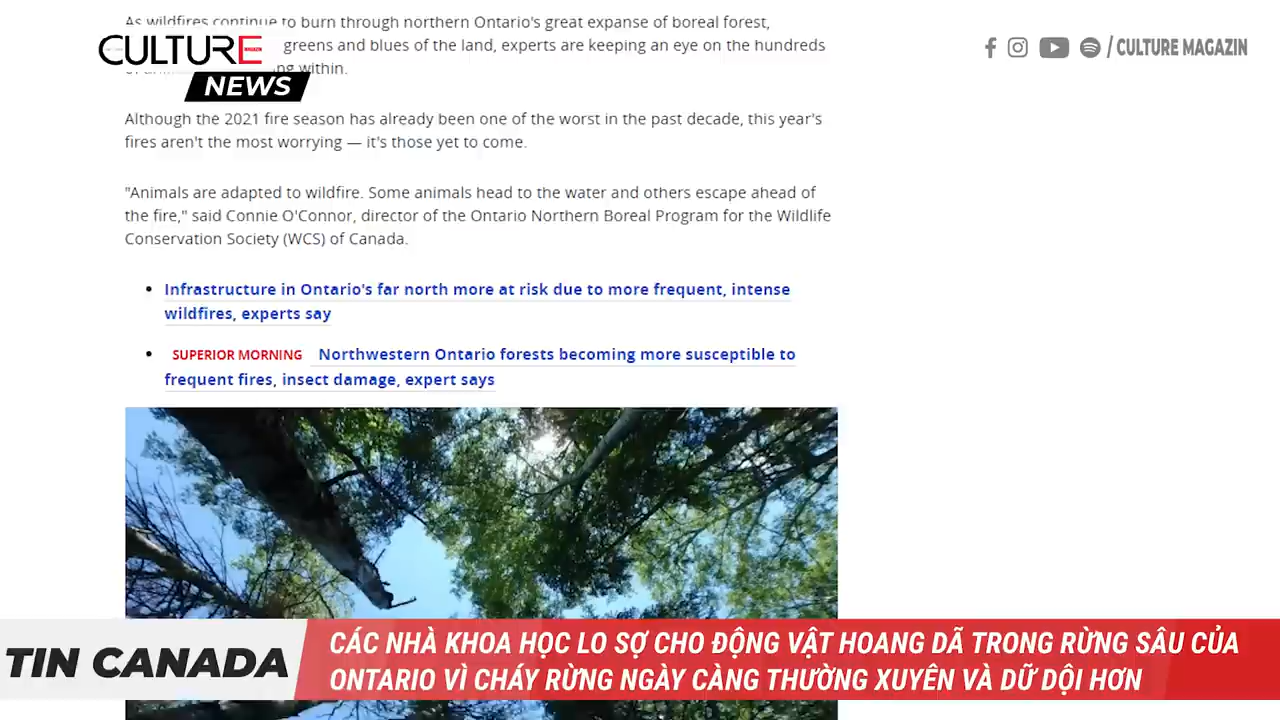 As wildfires continue to burn through northern Ontario's great expanse of boreal forest,
CULTURE
greens and blues of the land, experts are keeping an eye on the hundreds
within.
NEWS
/ CULTURE MAGAZIN
Although the 2021 fire season has already been one of the worst in the past decade, this year's
fires aren't the most worrying — it's those yet to come.
"Animals are adapted to wildfire. Some animals head to the water and others escape ahead of
the fire," said Connie O'Connor, director of the Ontario Northern Boreal Program for the Wildlife
Conservation Society (WCS) of Canada.
Infrastructure in Ontario's far north more at risk due to more frequent, intense
wildfires, experts say
SUPERIOR MORNING Northwestern Ontario forests becoming more susceptible to
frequent fires, insect damage, expert says
TIN CANADA
CÁC NHÀ KHOA HỌC LO SỢ CHO ĐỘNG VẬT HOANG DÃ TRONG RỪNG SÂU CỦA
ONTARIO VÌ CHÁY RỪNG NGÀY CÀNG THƯỜNG XUYÊN VÀ DỮ DỘI HƠN